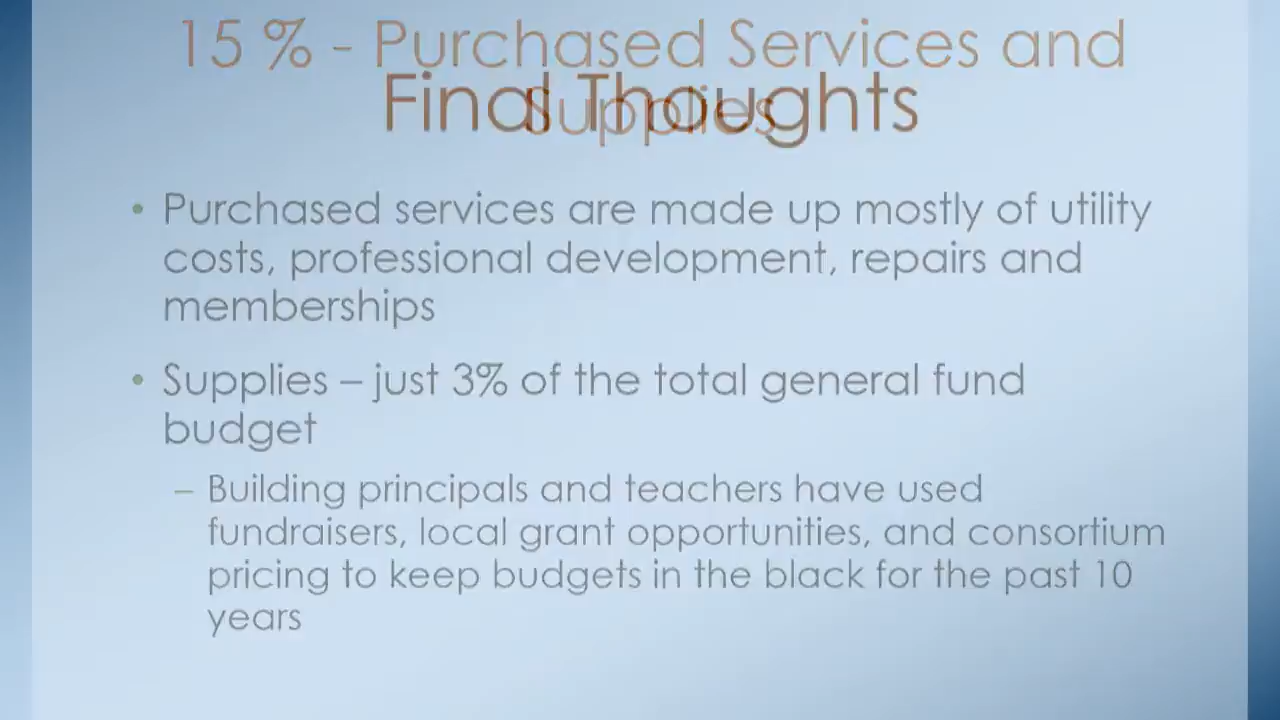 15 % - Purchased Services and
Supplies
Final Thoughts
• Purchased services are made up mostly of utility
costs, professional development, repairs and
memberships
• Supplies – just 3% of the total general fund
budget
– Building principals and teachers have used
fundraisers, local grant opportunities, and consortium
pricing to keep budgets in the black for the past 10
years